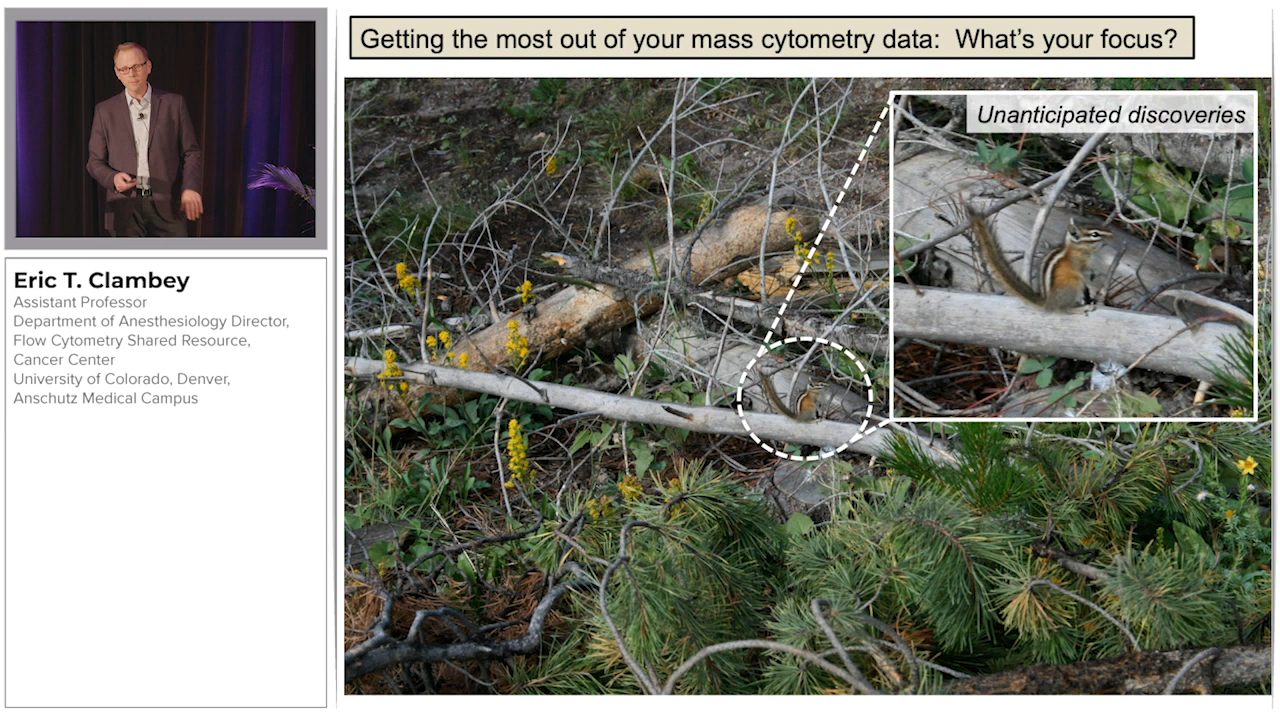 Getting the most out of your mass cytometry data:  What's your focus?
Unanticipated discoveries
Eric T. Clambey
Assistant Professor
Department of Anesthesiology Director,
Flow Cytometry Shared Resource,
Cancer Center
University of Colorado, Denver,
Anschutz Medical Campus